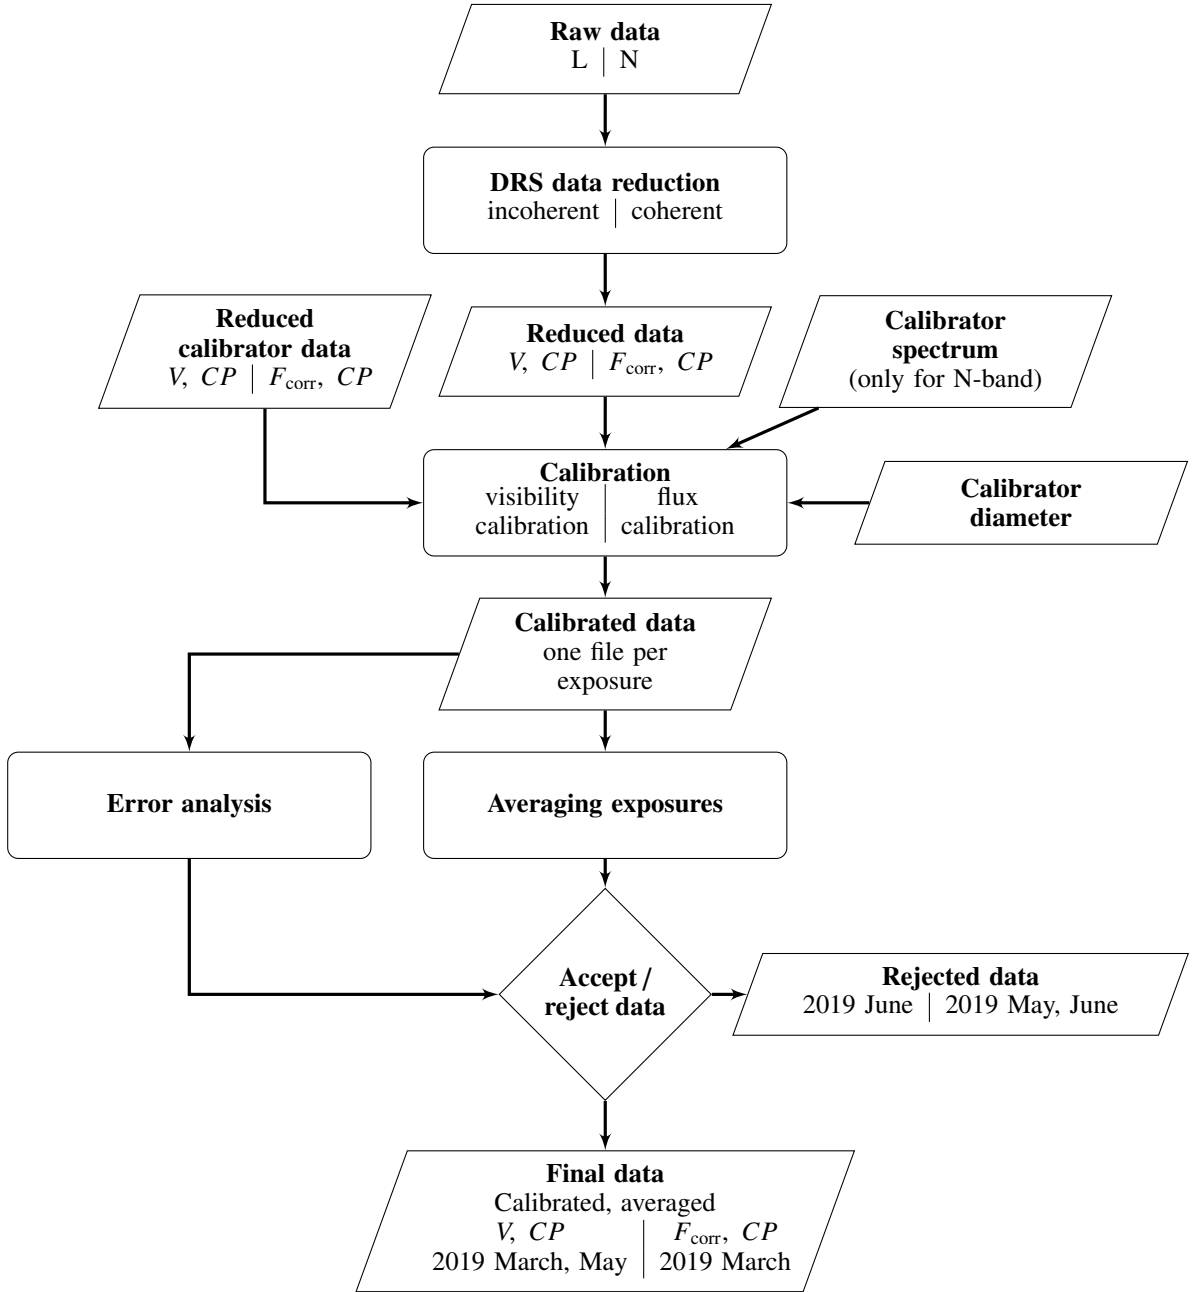 Raw data
L | N
DRS data reduction
incoherent | coherent
Reduced
calibrator data
V, CP | F_corr, CP
Reduced data
V, CP | F_corr, CP
Calibrator
spectrum
(only for N-band)
Calibration
visibility | flux
calibration | calibration
Calibrator
diameter
Calibrated data
one file per
exposure
Error analysis
Averaging exposures
Accept /
reject data
Rejected data
2019 June | 2019 May, June
Final data
Calibrated, averaged
V, CP | F_corr, CP
2019 March, May | 2019 March